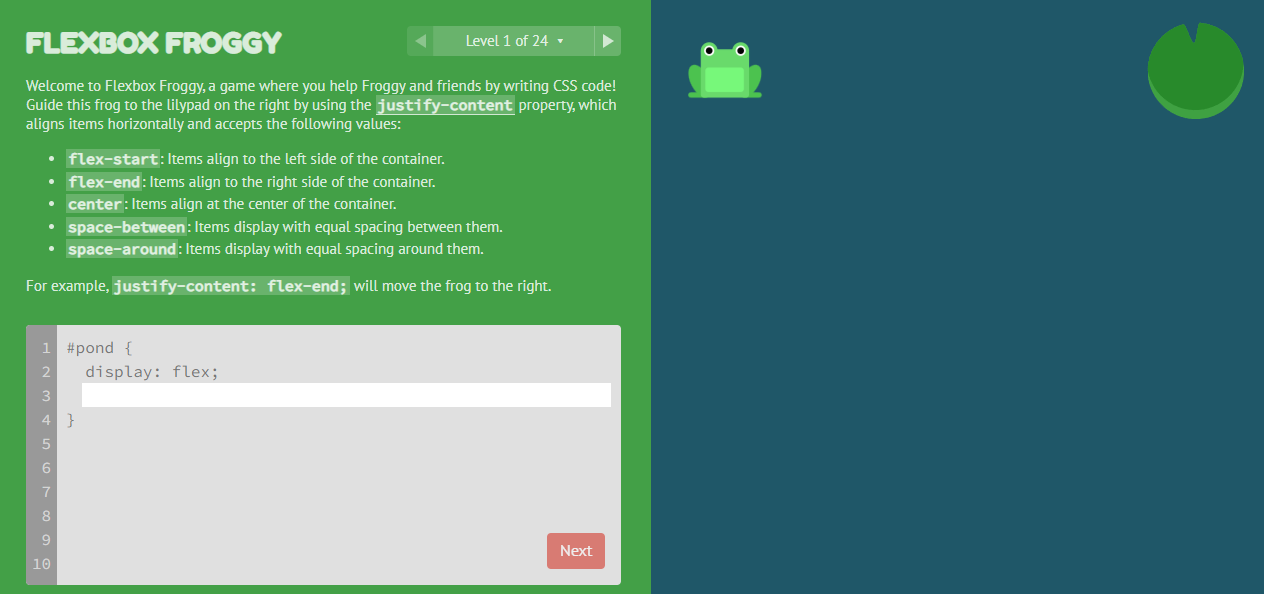 FLEXBOX FROGGY
Level 1 of 24
Welcome to Flexbox Froggy, a game where you help Froggy and friends by writing CSS code!
Guide this frog to the lilypad on the right by using the justify-content property, which
aligns items horizontally and accepts the following values:
• flex-start: Items align to the left side of the container.
• flex-end: Items align to the right side of the container.
• center: Items align at the center of the container.
• space-between: Items display with equal spacing between them.
• space-around: Items display with equal spacing around them.
For example, justify-content: flex-end; will move the frog to the right.
1 #pond {
2 display: flex;
3
4 }
5
6
7
8
9
10
Next